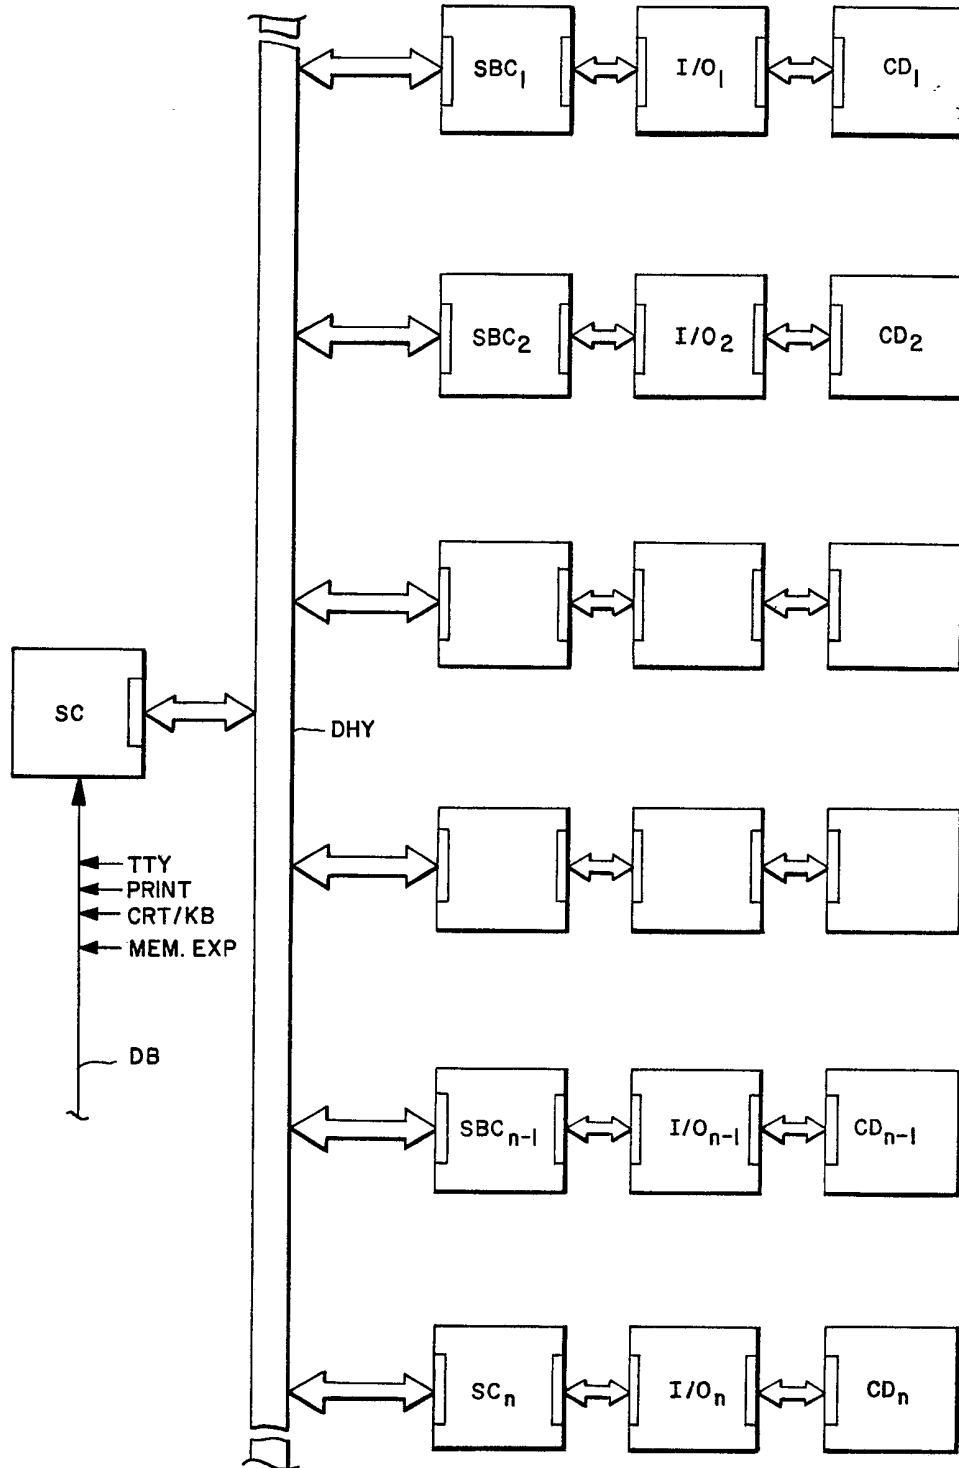 SBC1 I/O1 CD1
SBC2 I/O2 CD2
SC
DHY
TTY
PRINT
CRT/KB
MEM. EXP
DB
SBCn-1 I/On-1 CDn-1
SCn I/On CDn